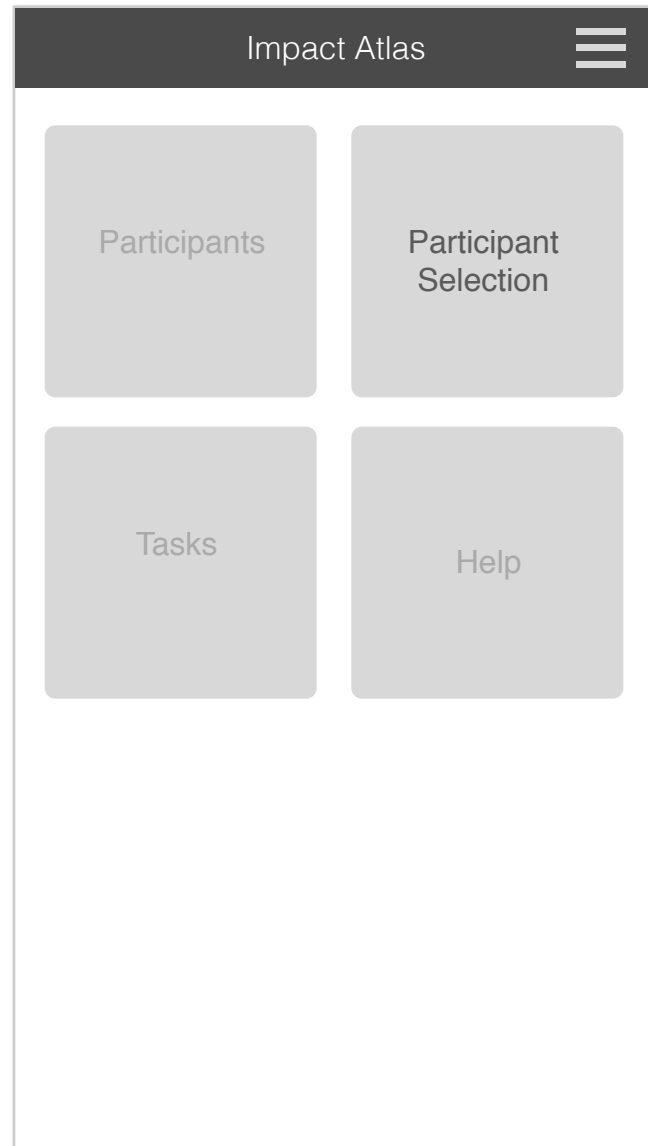 Impact Atlas
Participants
Participant
Selection
Tasks
Help